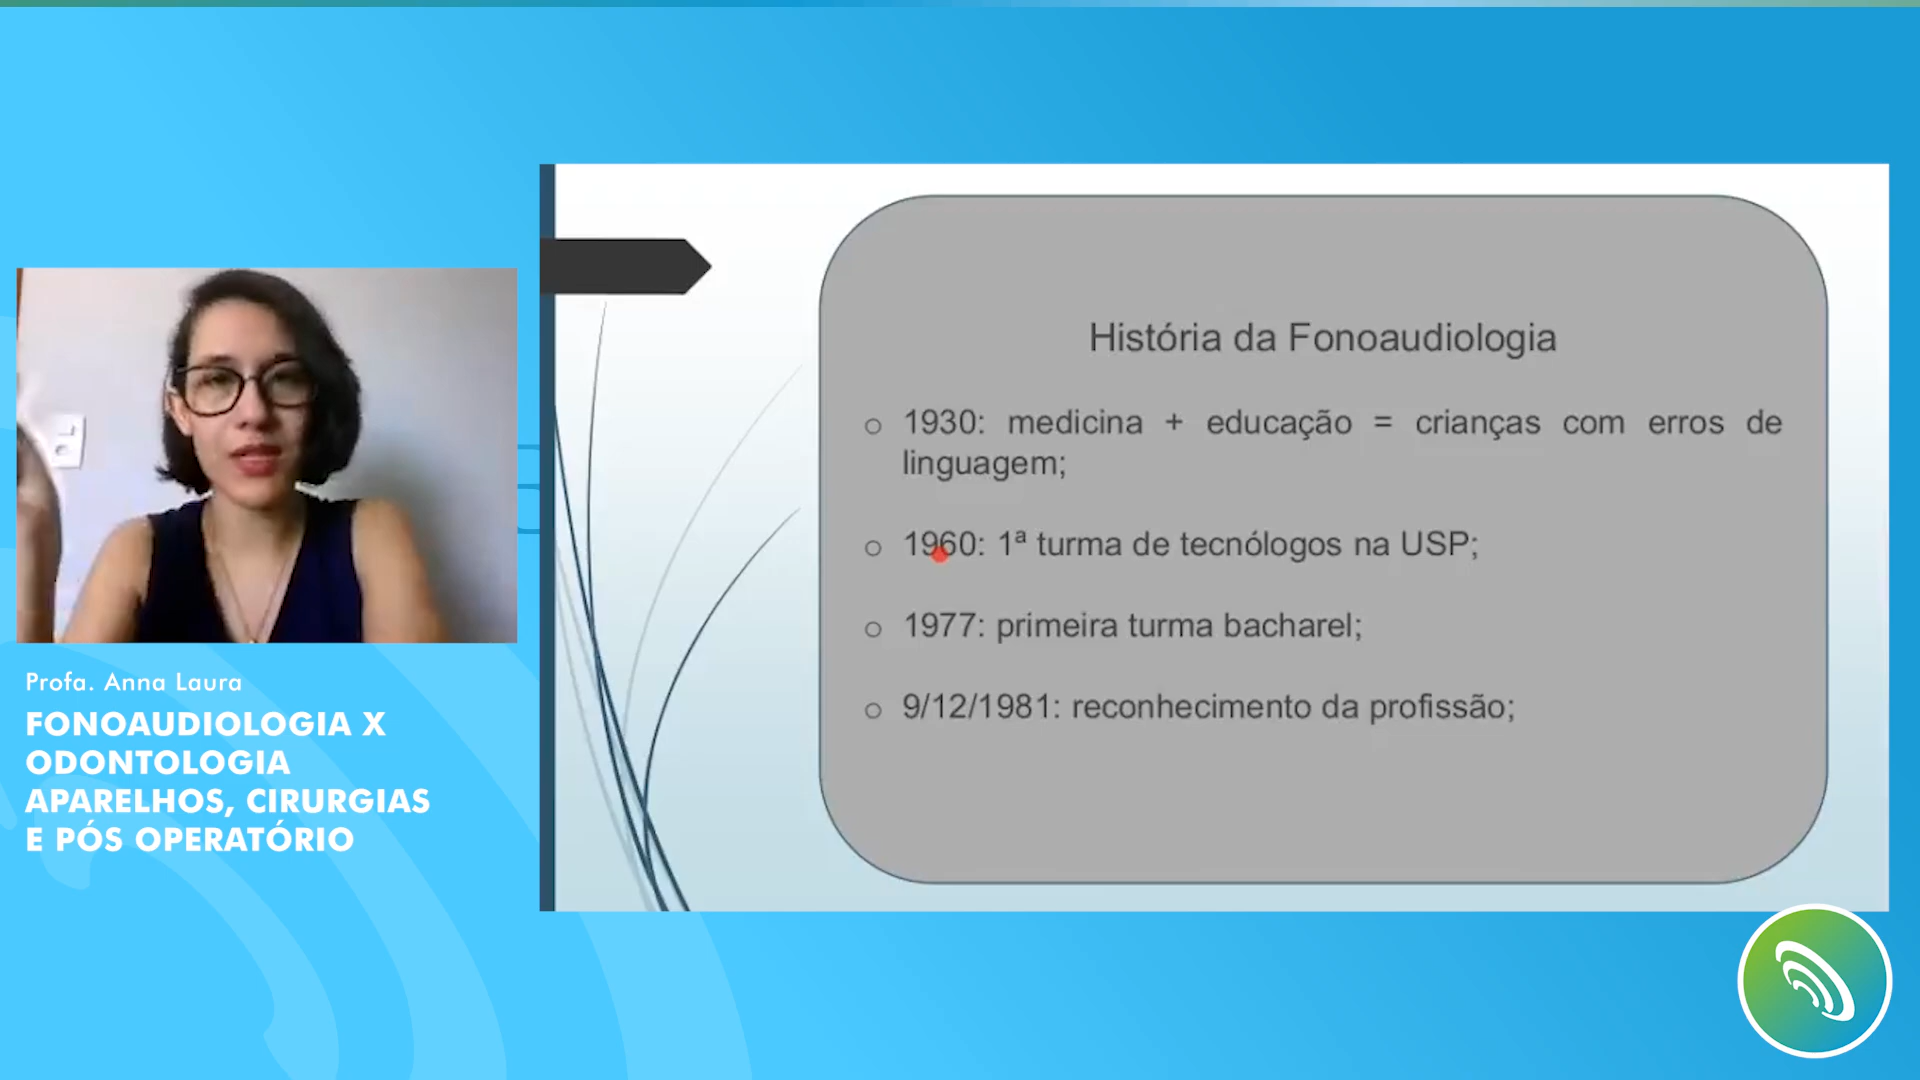 Profa. Anna Laura
FONOAUDIOLOGIA X
ODONTOLOGIA
APARELHOS, CIRURGIAS
E PÓS OPERATÓRIO
História da Fonoaudiologia
1930: medicina + educação = crianças com erros de
linguagem;
1960: 1ª turma de tecnólogos na USP;
1977: primeira turma bacharel;
9/12/1981: reconhecimento da profissão;